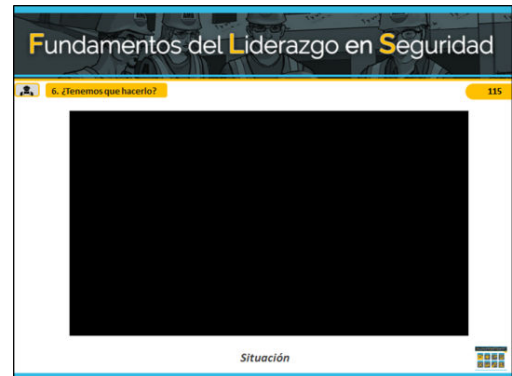 Fundamentos del Liderazgo en Seguridad
6. ¿Tenemos que hacerlo?
115
Situación